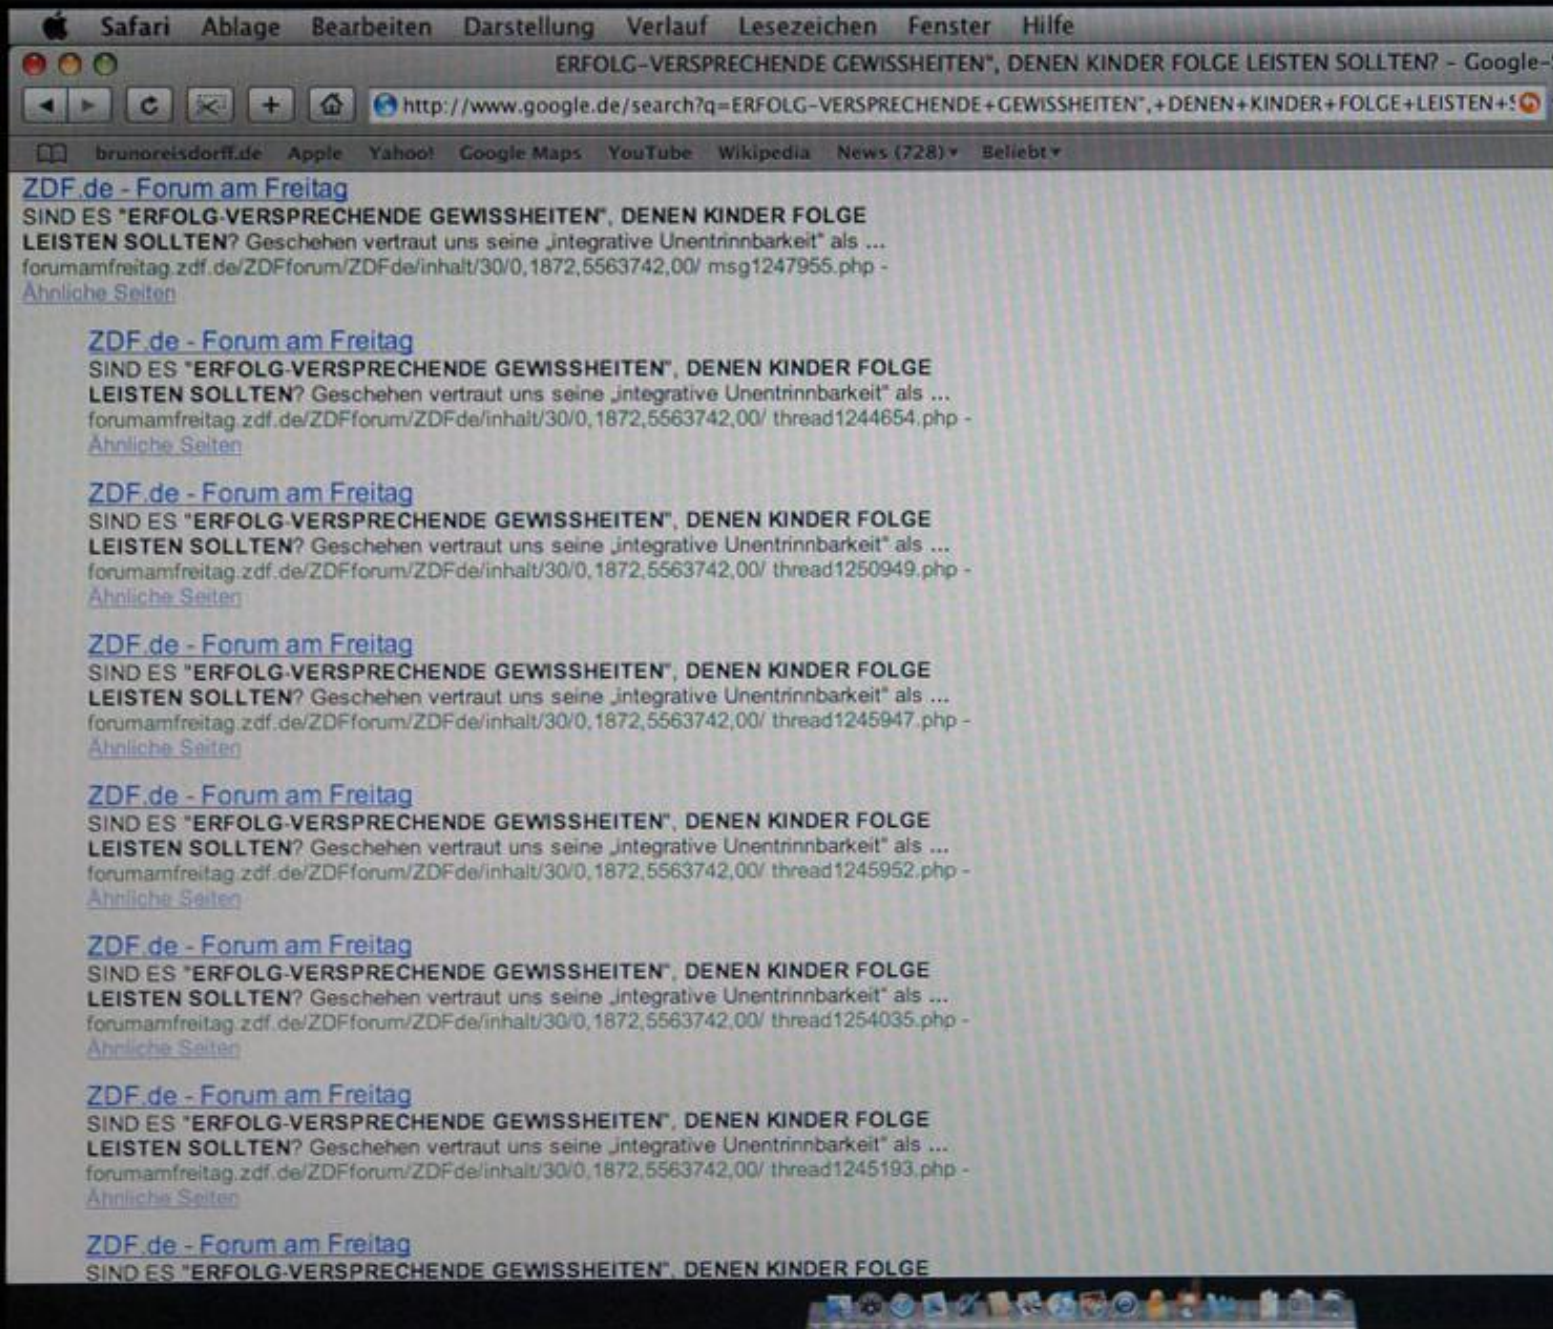 Safari Ablage Bearbeiten Darstellung Verlauf Lesezeichen Fenster Hilfe
ERFOLG-VERSPRECHENDE GEWISSHEITEN", DENEN KINDER FOLGE LEISTEN SOLLTEN? - Google-
http://www.google.de/search?q=ERFOLG-VERSPRECHENDE+GEWISSHEITEN",+DENEN+KINDER+FOLGE+LEISTEN+S
brunoreisdorff.de Apple Yahoo! Google Maps YouTube Wikipedia News (728) Beliebt
ZDF.de - Forum am Freitag
SIND ES "ERFOLG-VERSPRECHENDE GEWISSHEITEN", DENEN KINDER FOLGE
LEISTEN SOLLTEN? Geschehen vertraut uns seine „integrative Unentrinnbarkeit" als ...
forumamfreitag.zdf.de/ZDFforum/ZDFde/inhalt/30/0,1872,5563742,00/ msg1247955.php -
Ähnliche Seiten
ZDF.de - Forum am Freitag
SIND ES "ERFOLG-VERSPRECHENDE GEWISSHEITEN", DENEN KINDER FOLGE
LEISTEN SOLLTEN? Geschehen vertraut uns seine „integrative Unentrinnbarkeit" als ...
forumamfreitag.zdf.de/ZDFforum/ZDFde/inhalt/30/0,1872,5563742,00/ thread1244654.php -
Ähnliche Seiten
ZDF.de - Forum am Freitag
SIND ES "ERFOLG-VERSPRECHENDE GEWISSHEITEN", DENEN KINDER FOLGE
LEISTEN SOLLTEN? Geschehen vertraut uns seine „integrative Unentrinnbarkeit" als ...
forumamfreitag.zdf.de/ZDFforum/ZDFde/inhalt/30/0,1872,5563742,00/ thread1250949.php -
Ähnliche Seiten
ZDF.de - Forum am Freitag
SIND ES "ERFOLG-VERSPRECHENDE GEWISSHEITEN", DENEN KINDER FOLGE
LEISTEN SOLLTEN? Geschehen vertraut uns seine „integrative Unentrinnbarkeit" als ...
forumamfreitag.zdf.de/ZDFforum/ZDFde/inhalt/30/0,1872,5563742,00/ thread1245947.php -
Ähnliche Seiten
ZDF.de - Forum am Freitag
SIND ES "ERFOLG-VERSPRECHENDE GEWISSHEITEN", DENEN KINDER FOLGE
LEISTEN SOLLTEN? Geschehen vertraut uns seine „integrative Unentrinnbarkeit" als ...
forumamfreitag.zdf.de/ZDFforum/ZDFde/inhalt/30/0,1872,5563742,00/ thread1245952.php -
Ähnliche Seiten
ZDF.de - Forum am Freitag
SIND ES "ERFOLG-VERSPRECHENDE GEWISSHEITEN", DENEN KINDER FOLGE
LEISTEN SOLLTEN? Geschehen vertraut uns seine „integrative Unentrinnbarkeit" als ...
forumamfreitag.zdf.de/ZDFforum/ZDFde/inhalt/30/0,1872,5563742,00/ thread1254035.php -
Ähnliche Seiten
ZDF.de - Forum am Freitag
SIND ES "ERFOLG-VERSPRECHENDE GEWISSHEITEN", DENEN KINDER FOLGE
LEISTEN SOLLTEN? Geschehen vertraut uns seine „integrative Unentrinnbarkeit" als ...
forumamfreitag.zdf.de/ZDFforum/ZDFde/inhalt/30/0,1872,5563742,00/ thread1245193.php -
Ähnliche Seiten
ZDF.de - Forum am Freitag
SIND ES "ERFOLG-VERSPRECHENDE GEWISSHEITEN", DENEN KINDER FOLGE